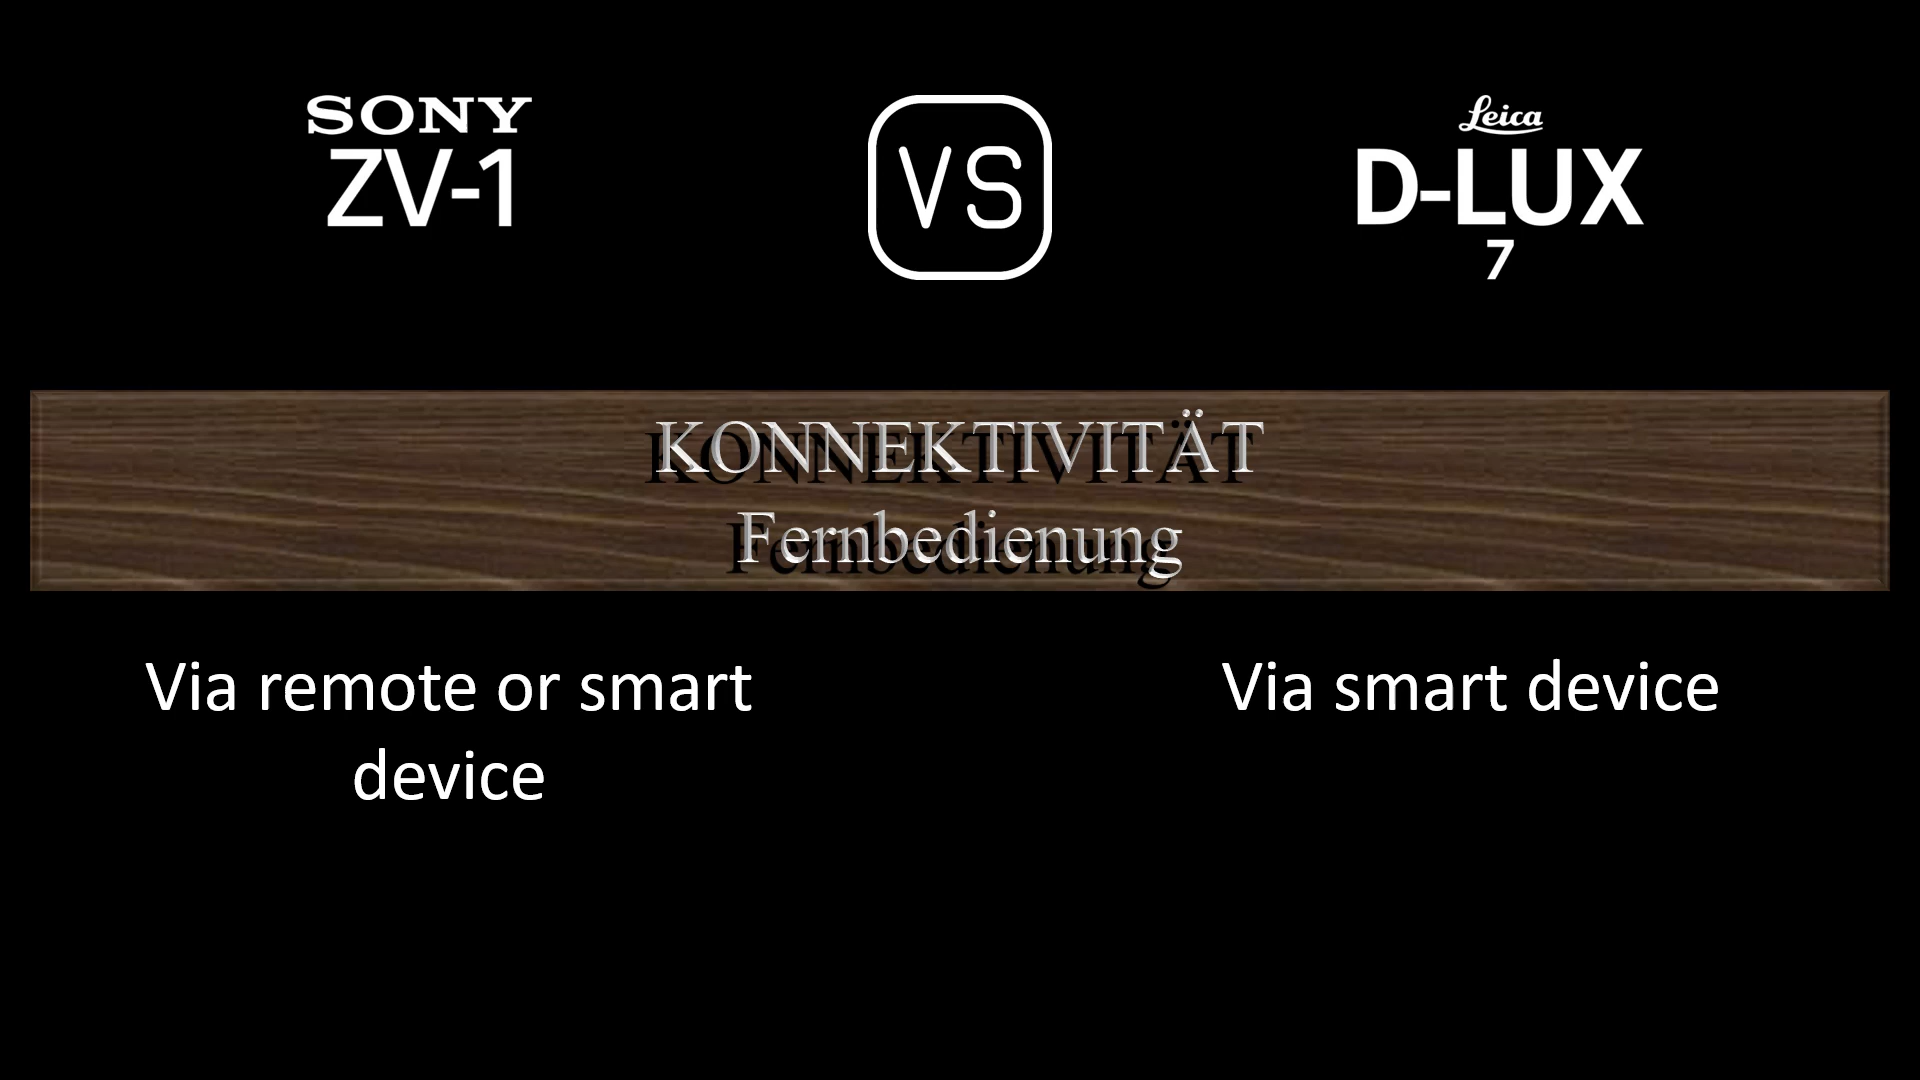 SONY
ZV-1
VS
Leica
D-LUX
7
KONNEKTIVITÄT
Fernbedienung
Via remote or smart
device
Via smart device